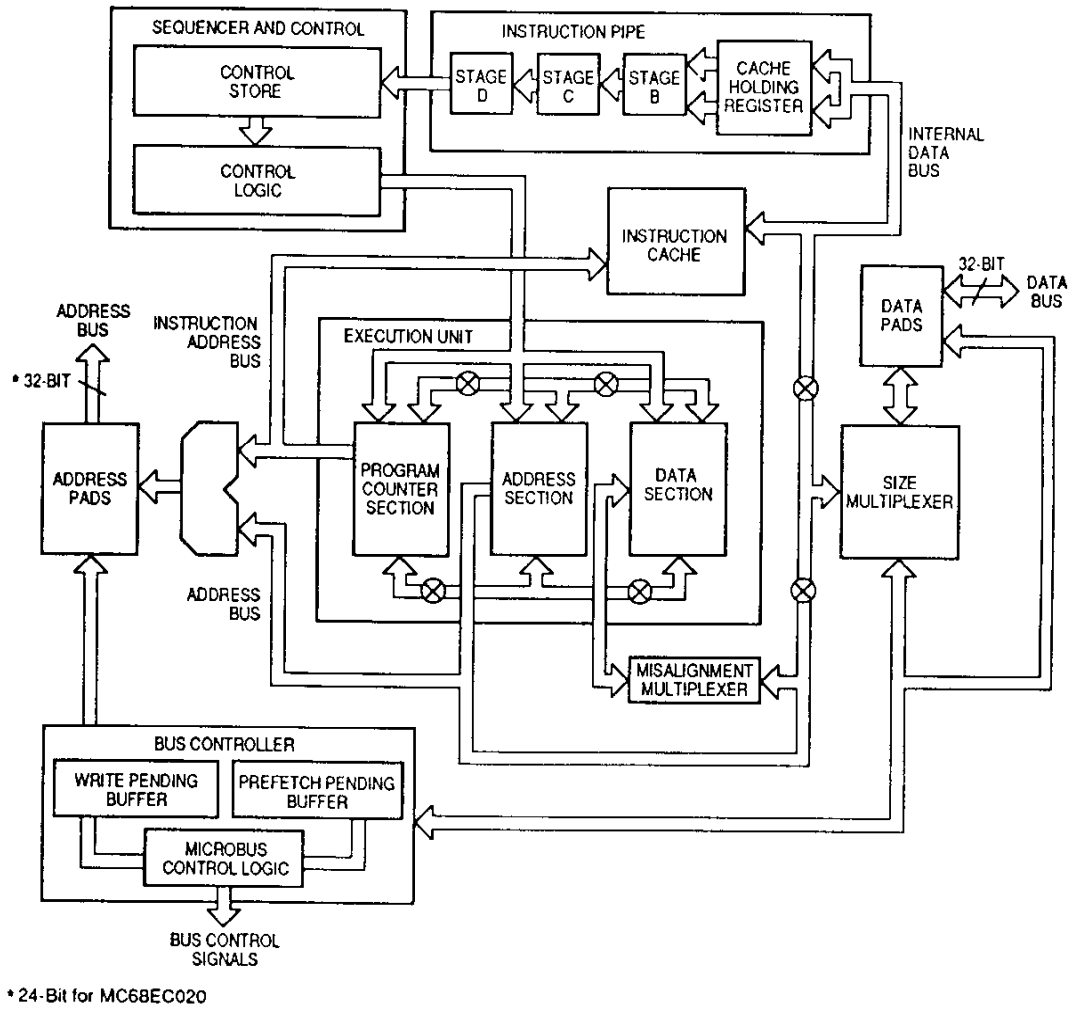 SEQUENCER AND CONTROL
CONTROL
STORE
CONTROL
LOGIC
INSTRUCTION PIPE
STAGE
D
STAGE
C
STAGE
B
CACHE
HOLDING
REGISTER
INTERNAL
DATA
BUS
INSTRUCTION
CACHE
32-BIT
DATA
BUS
DATA
PADS
ADDRESS
BUS
* 32-BIT
INSTRUCTION
ADDRESS
BUS
EXECUTION UNIT
ADDRESS
PADS
PROGRAM
COUNTER
SECTION
ADDRESS
SECTION
DATA
SECTION
SIZE
MULTIPLEXER
ADDRESS
BUS
MISALIGNMENT
MULTIPLEXER
BUS CONTROLLER
WRITE PENDING
BUFFER
PREFETCH PENDING
BUFFER
MICROBUS
CONTROL LOGIC
BUS CONTROL
SIGNALS
* 24-Bit for MC68EC020